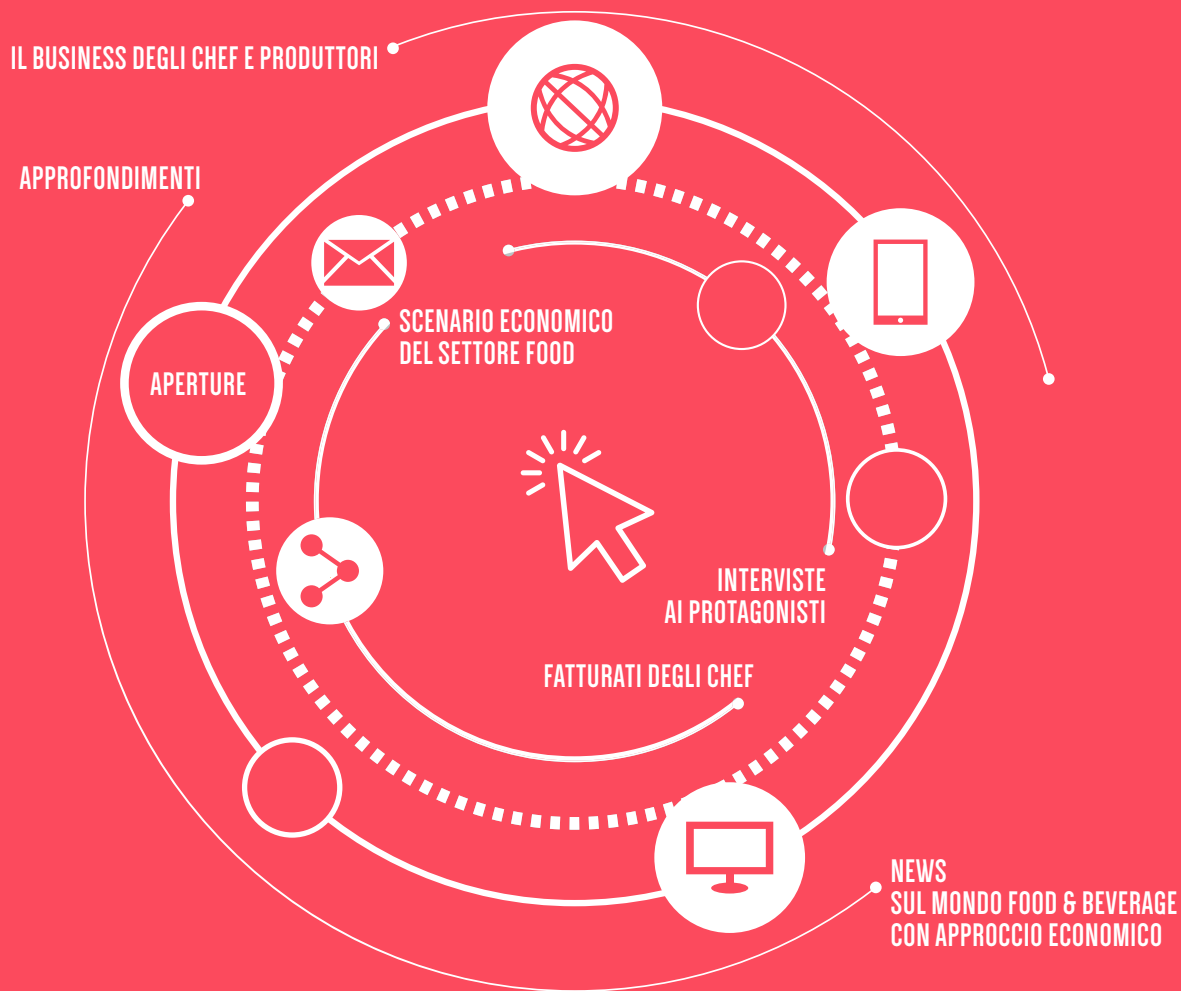 IL BUSINESS DEGLI CHEF E PRODUTTORI
APPROFONDIMENTI
SCENARIO ECONOMICO
DEL SETTORE FOOD
APERTURE
INTERVISTE
AI PROTAGONISTI
FATTURATI DEGLI CHEF
NEWS
SUL MONDO FOOD & BEVERAGE
CON APPROCCIO ECONOMICO